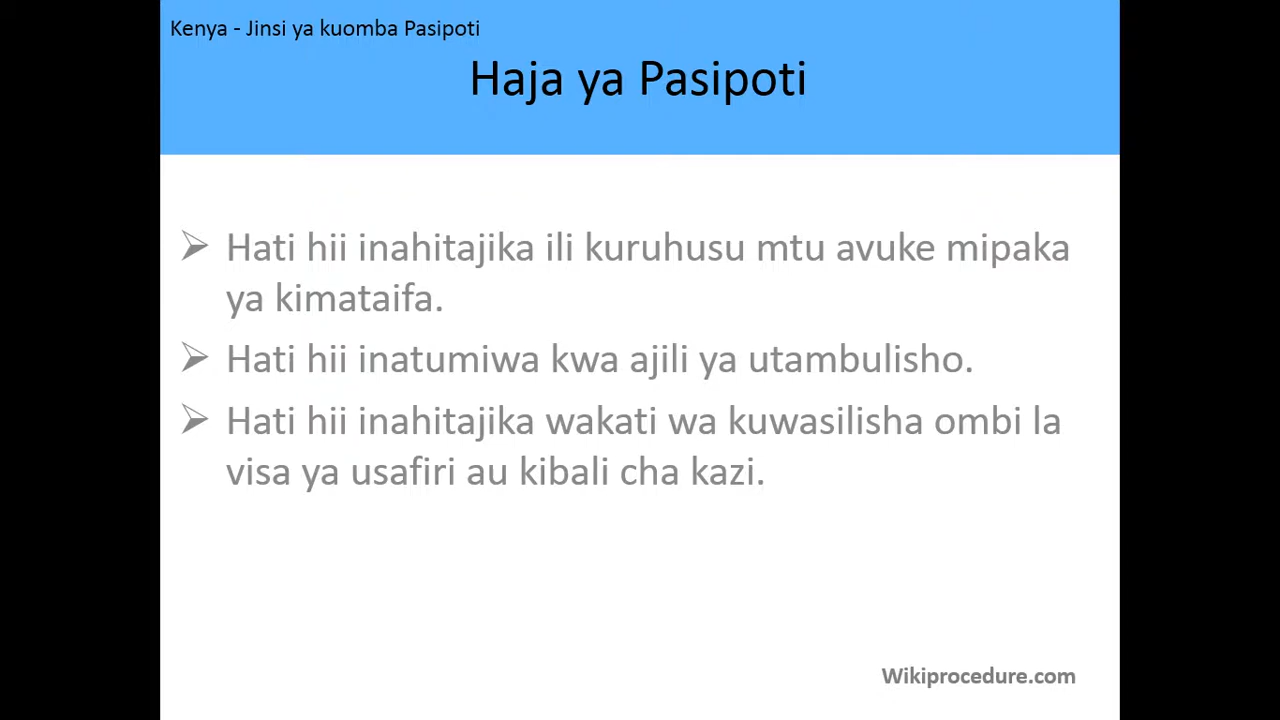 Kenya - Jinsi ya kuomba Pasipoti
Haja ya Pasipoti
➢ Hati hii inahitajika ili kuruhusu mtu avuke mipaka
ya kimataifa.
➢ Hati hii inatumiwa kwa ajili ya utambulisho.
➢ Hati hii inahitajika wakati wa kuwasilisha ombi la
visa ya usafiri au kibali cha kazi.
Wikiprocedure.com